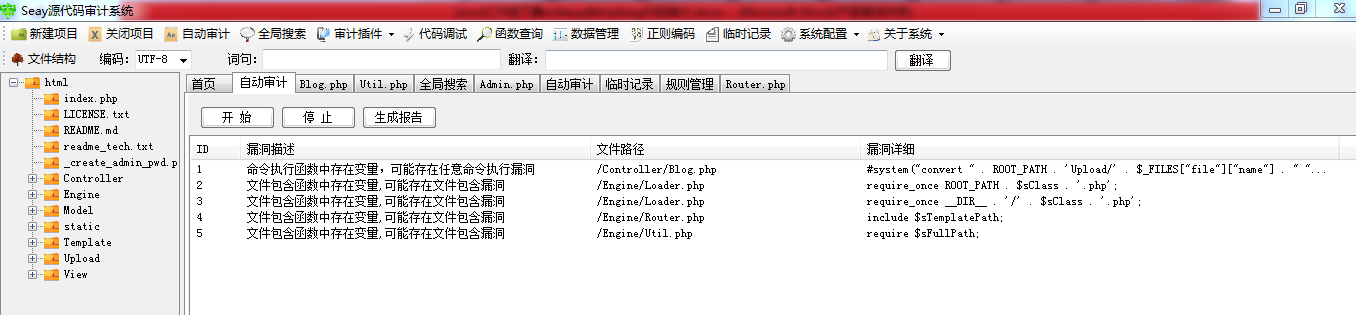 Seay源代码审计系统
新建项目 关闭项目 自动审计 全局搜索 审计插件 代码调试 函数查询 数据管理 正则编码 临时记录 系统配置 关于系统
文件结构 编码: UTF-8 词句: 翻译: 翻译
html
index.php
LICENSE.txt
README.md
readme_tech.txt
_create_admin_pwd.p
Controller
Engine
Model
static
Template
Upload
View
首页 自动审计 Blog.php Util.php 全局搜索 Admin.php 自动审计 临时记录 规则管理 Router.php
开 始 停 止 生成报告
ID 漏洞描述 文件路径 漏洞详细
1 命令执行函数中存在变量，可能存在任意命令执行漏洞 /Controller/Blog.php #system("convert " . ROOT_PATH . 'Upload/' . $_FILES["file"]["name"] . " "...
2 文件包含函数中存在变量,可能存在文件包含漏洞 /Engine/Loader.php require_once ROOT_PATH . $sClass . '.php';
3 文件包含函数中存在变量,可能存在文件包含漏洞 /Engine/Loader.php require_once __DIR__ . '/' . $sClass . '.php';
4 文件包含函数中存在变量,可能存在文件包含漏洞 /Engine/Router.php include $sTemplatePath;
5 文件包含函数中存在变量,可能存在文件包含漏洞 /Engine/Util.php require $sFullPath;